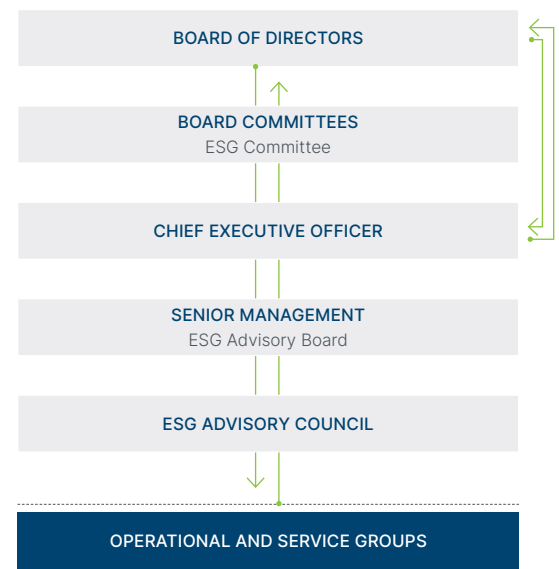 BOARD OF DIRECTORS
BOARD COMMITTEES
ESG Committee
CHIEF EXECUTIVE OFFICER
SENIOR MANAGEMENT
ESG Advisory Board
ESG ADVISORY COUNCIL
OPERATIONAL AND SERVICE GROUPS